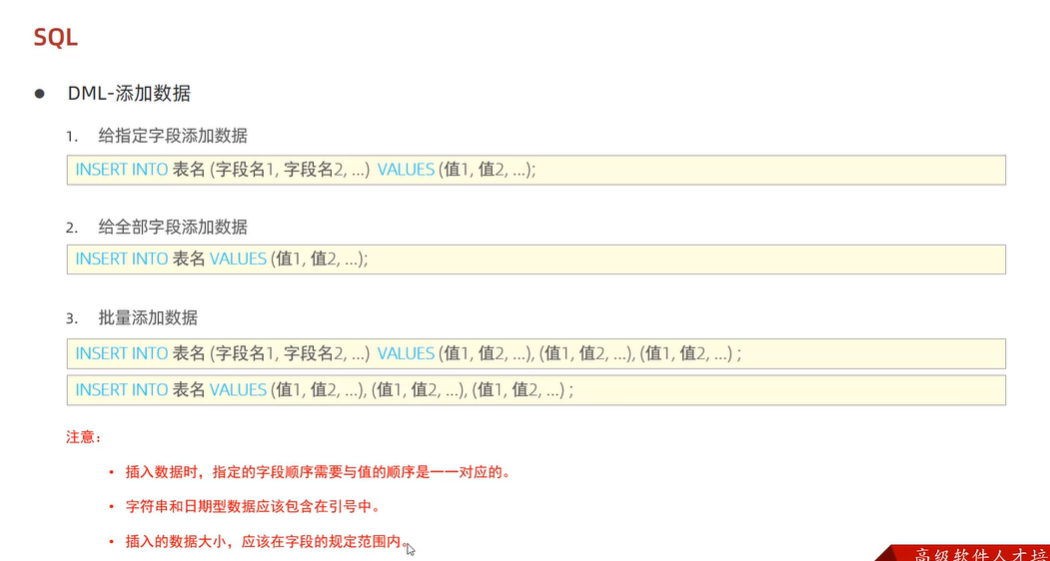 SQL
● DML-添加数据
1. 给指定字段添加数据
INSERT INTO 表名 (字段名1, 字段名2, ...) VALUES (值1, 值2, ...);
2. 给全部字段添加数据
INSERT INTO 表名 VALUES (值1, 值2, ...);
3. 批量添加数据
INSERT INTO 表名 (字段名1, 字段名2, ...) VALUES (值1, 值2, ...), (值1, 值2, ...), (值1, 值2, ...) ;
INSERT INTO 表名 VALUES (值1, 值2, ...), (值1, 值2, ...), (值1, 值2, ...) ;
注意：
• 插入数据时，指定的字段顺序需要与值的顺序是一一对应的。
• 字符串和日期型数据应该包含在引号中。
• 插入的数据大小，应该在字段的规定范围内。
高级软件人才培